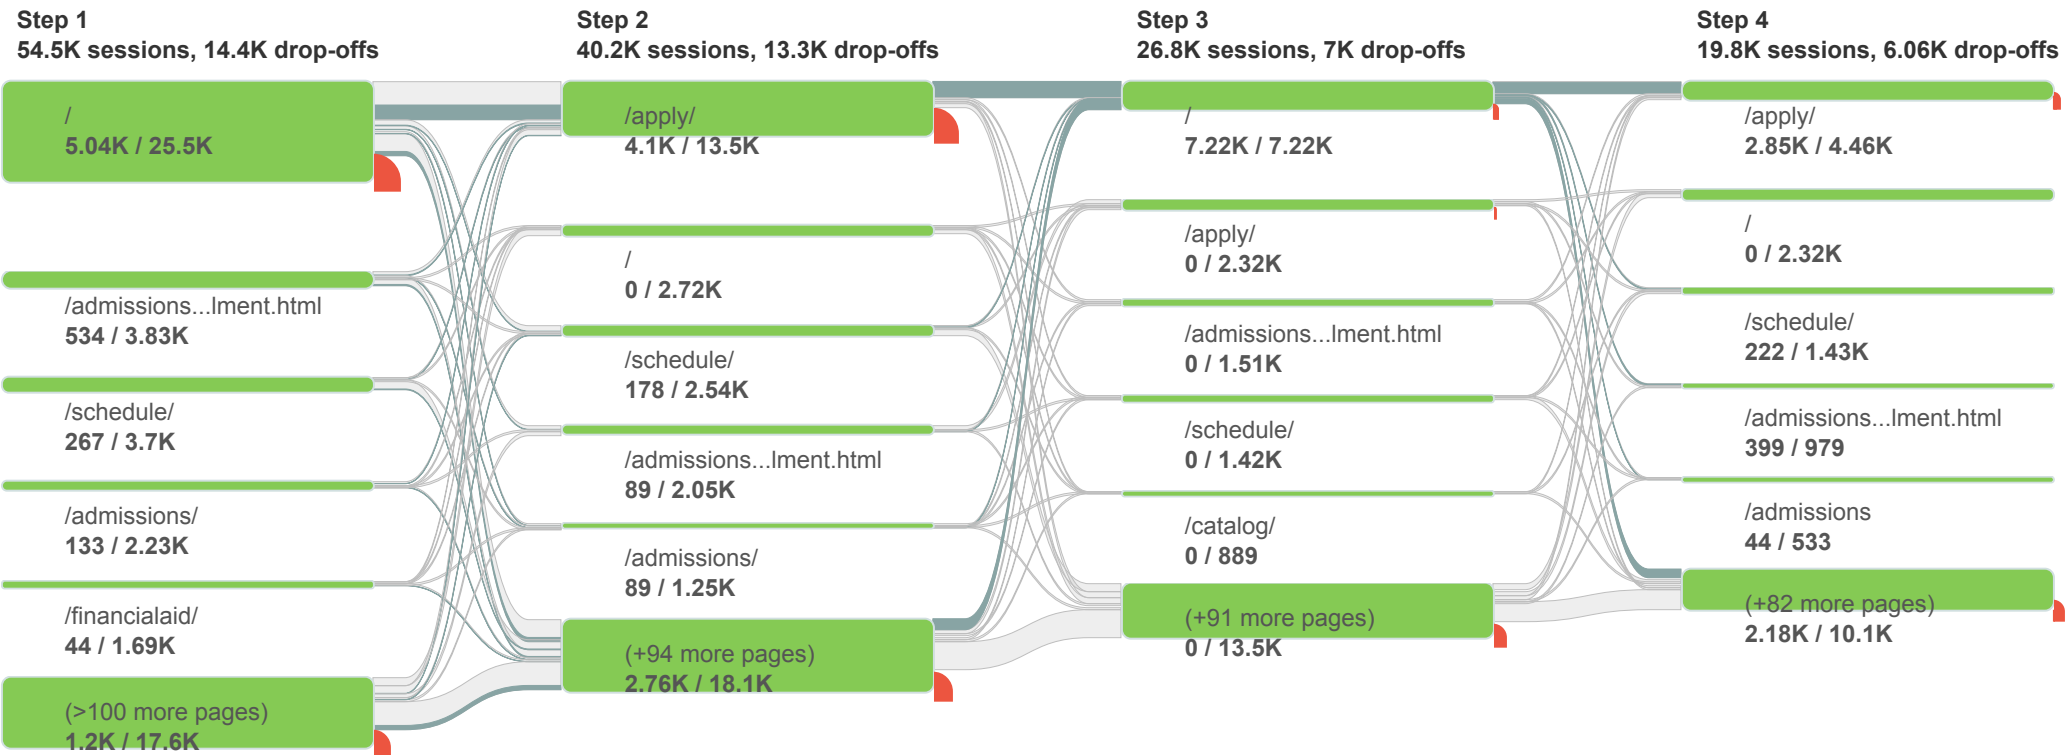 Step 1
54.5K sessions, 14.4K drop-offs
/
5.04K / 25.5K
/admissions...lment.html
534 / 3.83K
/schedule/
267 / 3.7K
/admissions/
133 / 2.23K
/financialaid/
44 / 1.69K
(>100 more pages)
1.2K / 17.6K
Step 2
40.2K sessions, 13.3K drop-offs
/apply/
4.1K / 13.5K
/
0 / 2.72K
/schedule/
178 / 2.54K
/admissions...lment.html
89 / 2.05K
/admissions/
89 / 1.25K
(+94 more pages)
2.76K / 18.1K
Step 3
26.8K sessions, 7K drop-offs
/
7.22K / 7.22K
/apply/
0 / 2.32K
/admissions...lment.html
0 / 1.51K
/schedule/
0 / 1.42K
/catalog/
0 / 889
(+91 more pages)
0 / 13.5K
Step 4
19.8K sessions, 6.06K drop-offs
/apply/
2.85K / 4.46K
/
0 / 2.32K
/schedule/
222 / 1.43K
/admissions...lment.html
399 / 979
/admissions
44 / 533
(+82 more pages)
2.18K / 10.1K